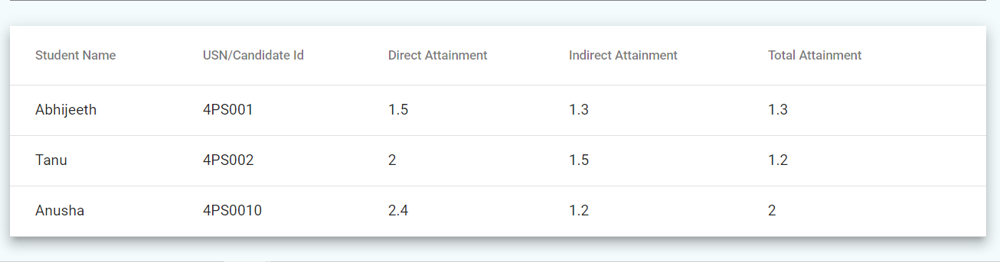 Student Name USN/Candidate Id Direct Attainment Indirect Attainment Total Attainment
Abhijeeth 4PS001 1.5 1.3 1.3
Tanu 4PS002 2 1.5 1.2
Anusha 4PS0010 2.4 1.2 2